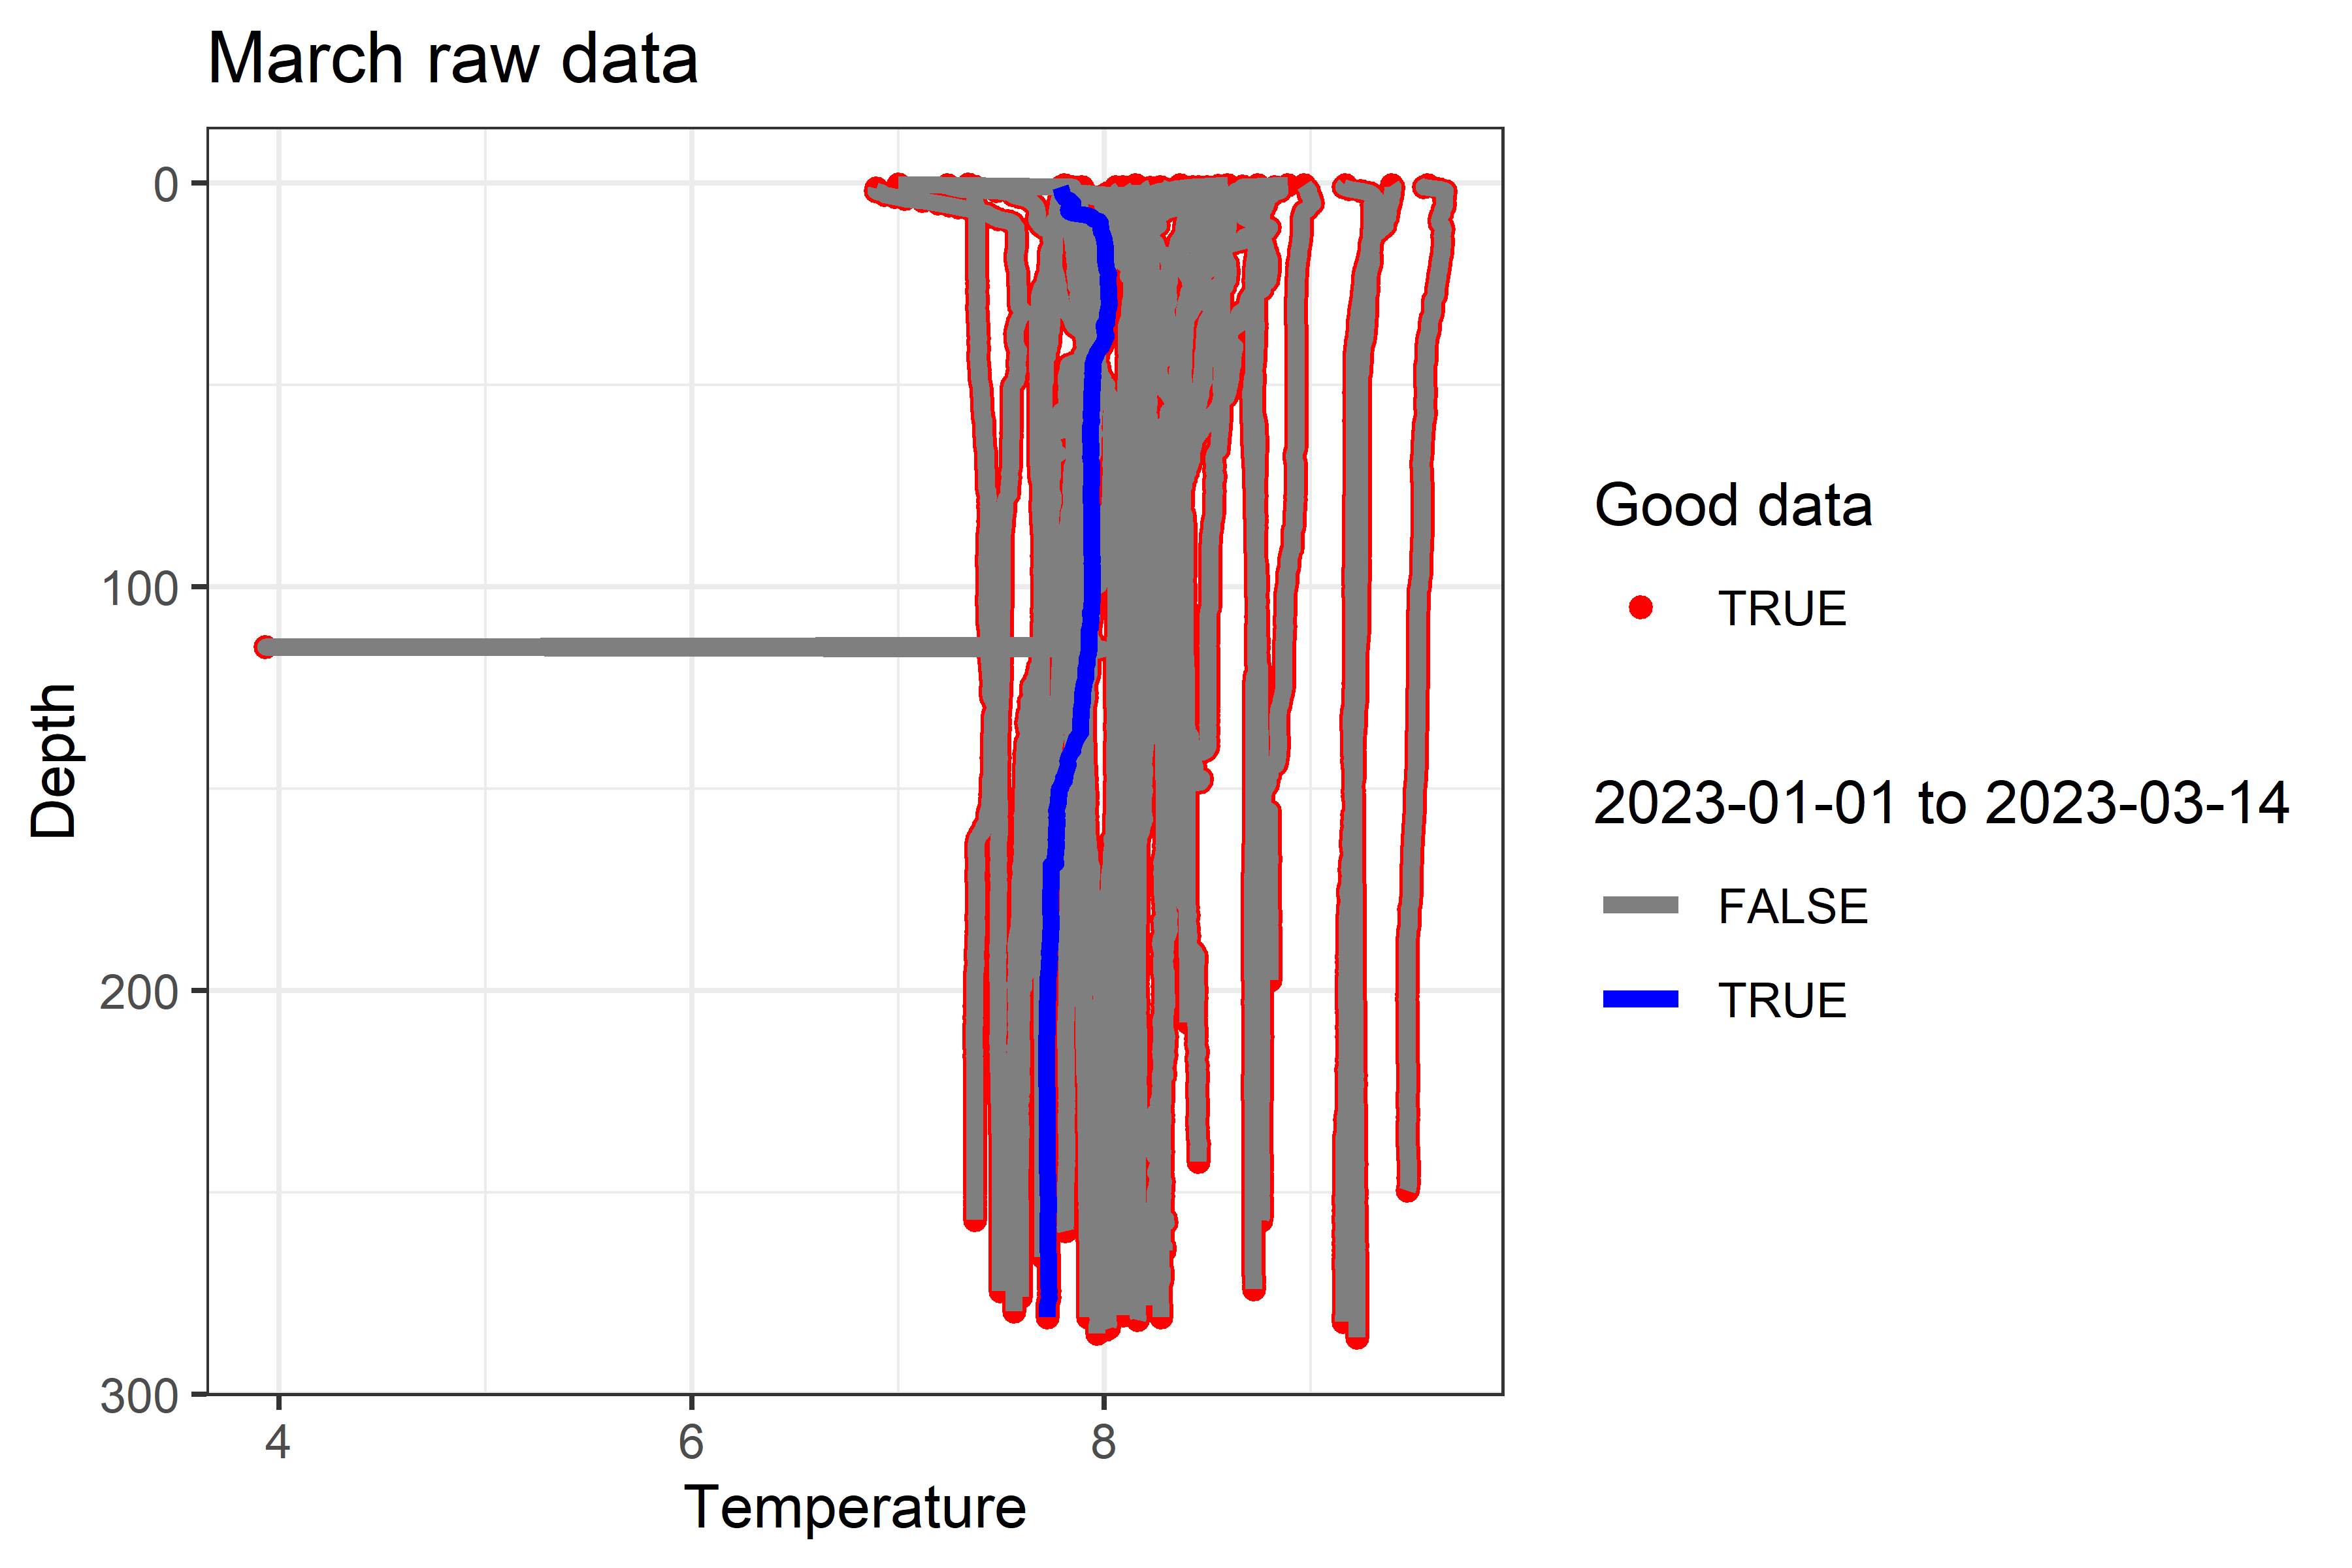 March raw data
0
100
200
300
Depth
4 6 8
Temperature
Good data
TRUE
2023-01-01 to 2023-03-14
FALSE
TRUE